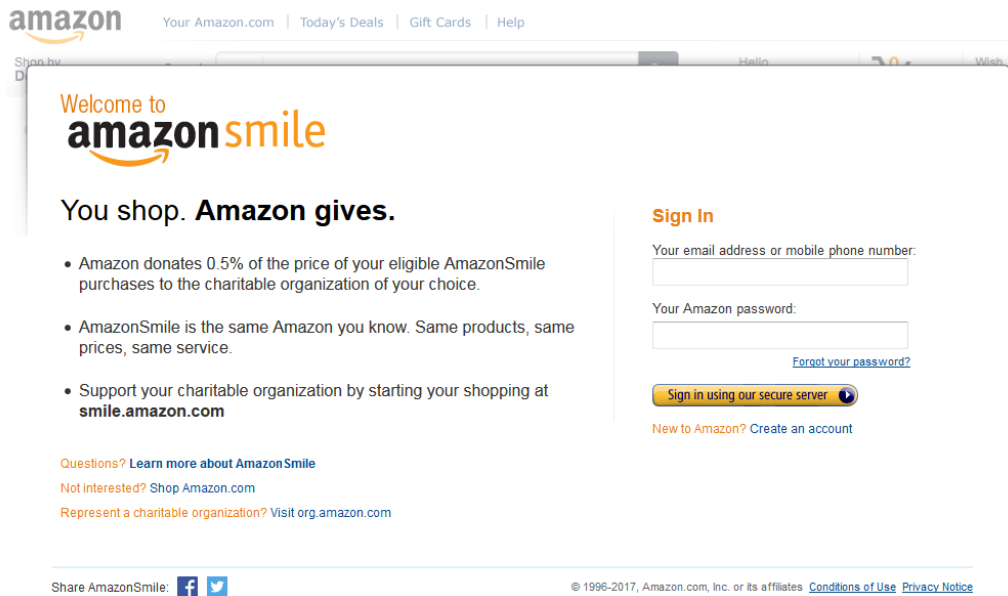 amazon
Your Amazon.com | Today's Deals | Gift Cards | Help
Shop by
Hello
0
Wish
Welcome to
amazonsmile
You shop. Amazon gives.
• Amazon donates 0.5% of the price of your eligible AmazonSmile
purchases to the charitable organization of your choice.
• AmazonSmile is the same Amazon you know. Same products, same
prices, same service.
• Support your charitable organization by starting your shopping at
smile.amazon.com
Questions? Learn more about AmazonSmile
Not interested? Shop Amazon.com
Represent a charitable organization? Visit org.amazon.com
Sign In
Your email address or mobile phone number:
Your Amazon password:
Forgot your password?
Sign in using our secure server
New to Amazon? Create an account
Share AmazonSmile:
© 1996-2017, Amazon.com, Inc. or its affiliates Conditions of Use Privacy Notice